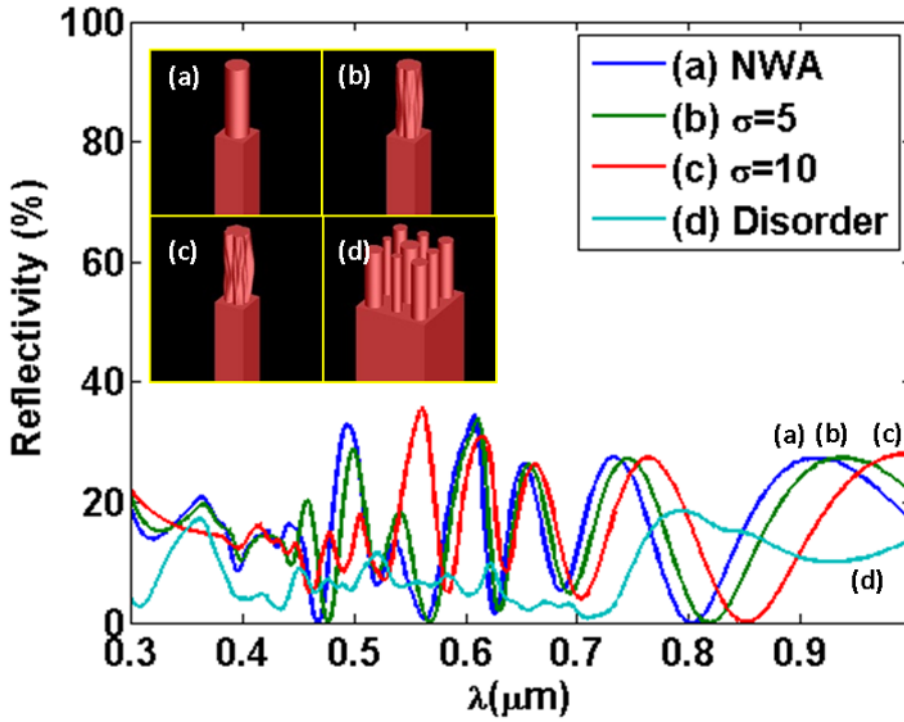 100
80
60
40
20
0
Reflectivity (%)
(a)
(b)
(c)
(d)
(a) NWA
(b) σ=5
(c) σ=10
(d) Disorder
(a) (b) (c)
(d)
0.3 0.4 0.5 0.6 0.7 0.8 0.9
λ(μm)